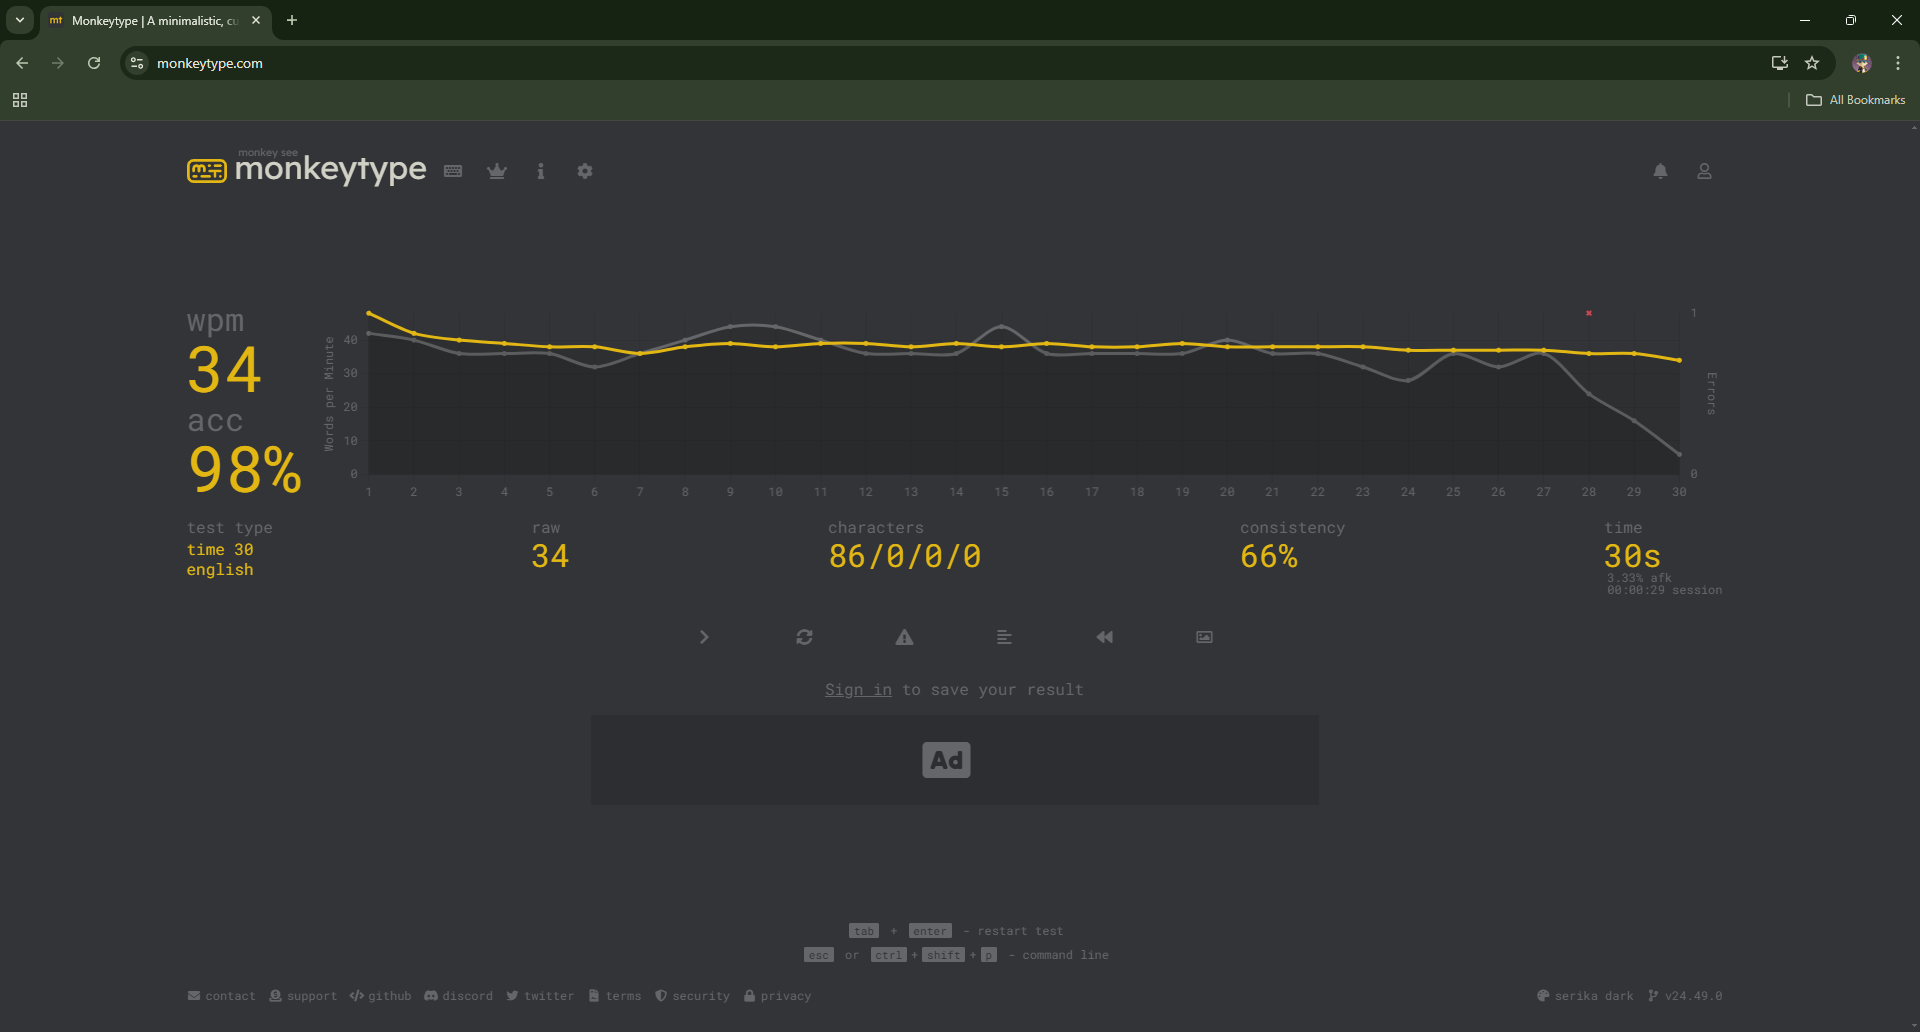 Monkeytype | A minimalistic, cu
monkeytype.com
All Bookmarks
monkey see
monkeytype
wpm
34
acc
98%
Words per Minute
40
30
20
10
0
1 2 3 4 5 6 7 8 9 10 11 12 13 14 15 16 17 18 19 20 21 22 23 24 25 26 27 28 29 30
1
0
Errors
test type
time 30
english
raw
34
characters
86/0/0/0
consistency
66%
time
30s
3.33% afk
00:00:29 session
Sign in to save your result
Ad
tab + enter - restart test
esc or ctrl + shift + p - command line
contact support github discord twitter terms security privacy
serika dark v24.49.0